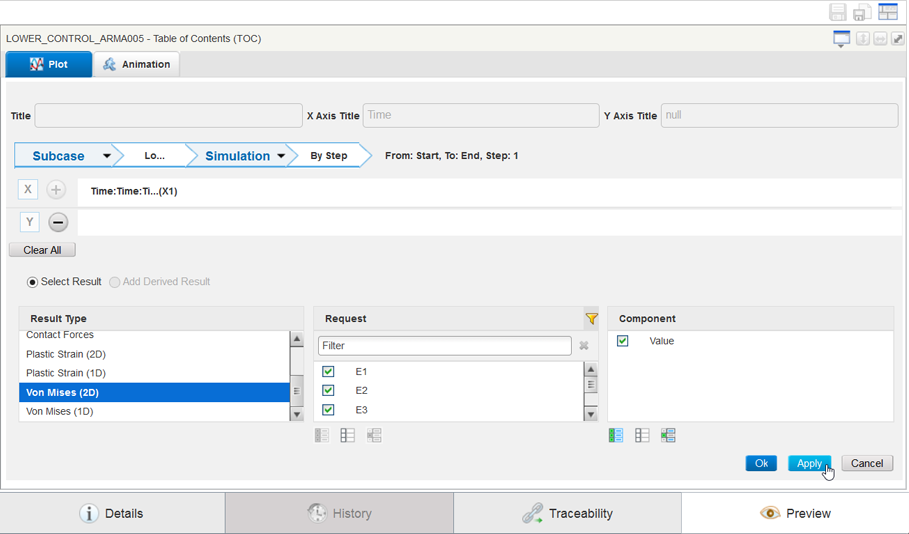 LOWER_CONTROL_ARMA005 - Table of Contents (TOC)
Plot Animation
Title X Axis Title Time Y Axis Title null
Subcase Lo... Simulation By Step From: Start, To: End, Step: 1
X Time:Time:Ti...(X1)
Y
Clear All
Select Result Add Derived Result
Result Type Request Component
Contact Forces
Filter
Value
Plastic Strain (2D)
Plastic Strain (1D)
E1
Von Mises (2D)
E2
Von Mises (1D)
E3
Ok Apply Cancel
Details History Traceability Preview